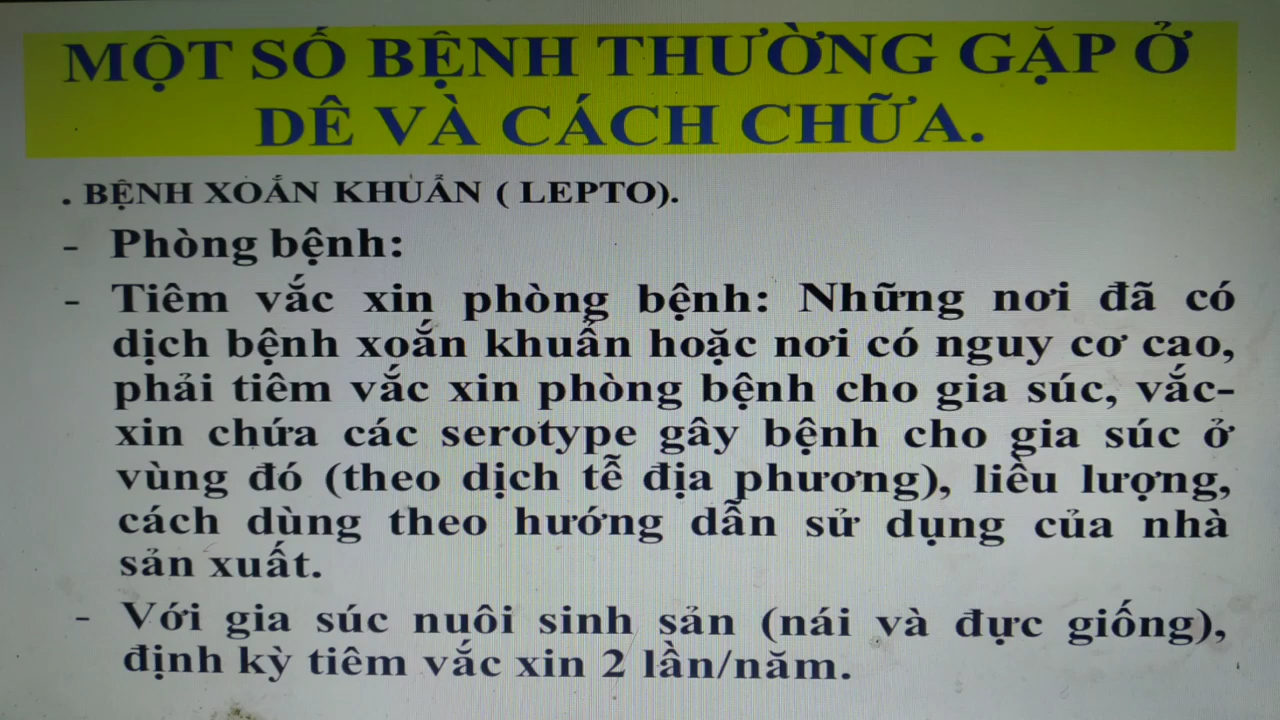 MỘT SỐ BỆNH THƯỜNG GẶP Ở
DÊ VÀ CÁCH CHỮA.
. BỆNH XOẮN KHUẨN ( LEPTO).
- Phòng bệnh:
- Tiêm vắc xin phòng bệnh: Những nơi đã có
dịch bệnh xoắn khuẩn hoặc nơi có nguy cơ cao,
phải tiêm vắc xin phòng bệnh cho gia súc, vắc-
xin chứa các serotype gây bệnh cho gia súc ở
vùng đó (theo dịch tễ địa phương), liều lượng,
cách dùng theo hướng dẫn sử dụng của nhà
sản xuất.
- Với gia súc nuôi sinh sản (nái và đực giống),
định kỳ tiêm vắc xin 2 lần/năm.